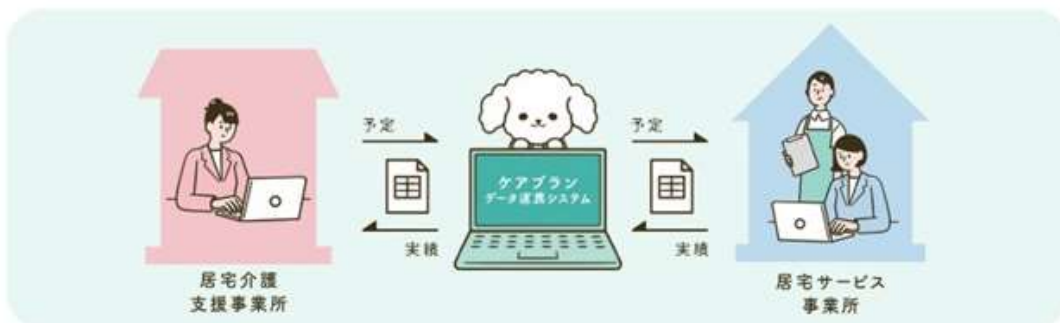 予定
予定
ケアプラン
データ連携システム
実績
実績
居宅介護
支援事業所
居宅サービス
事業所